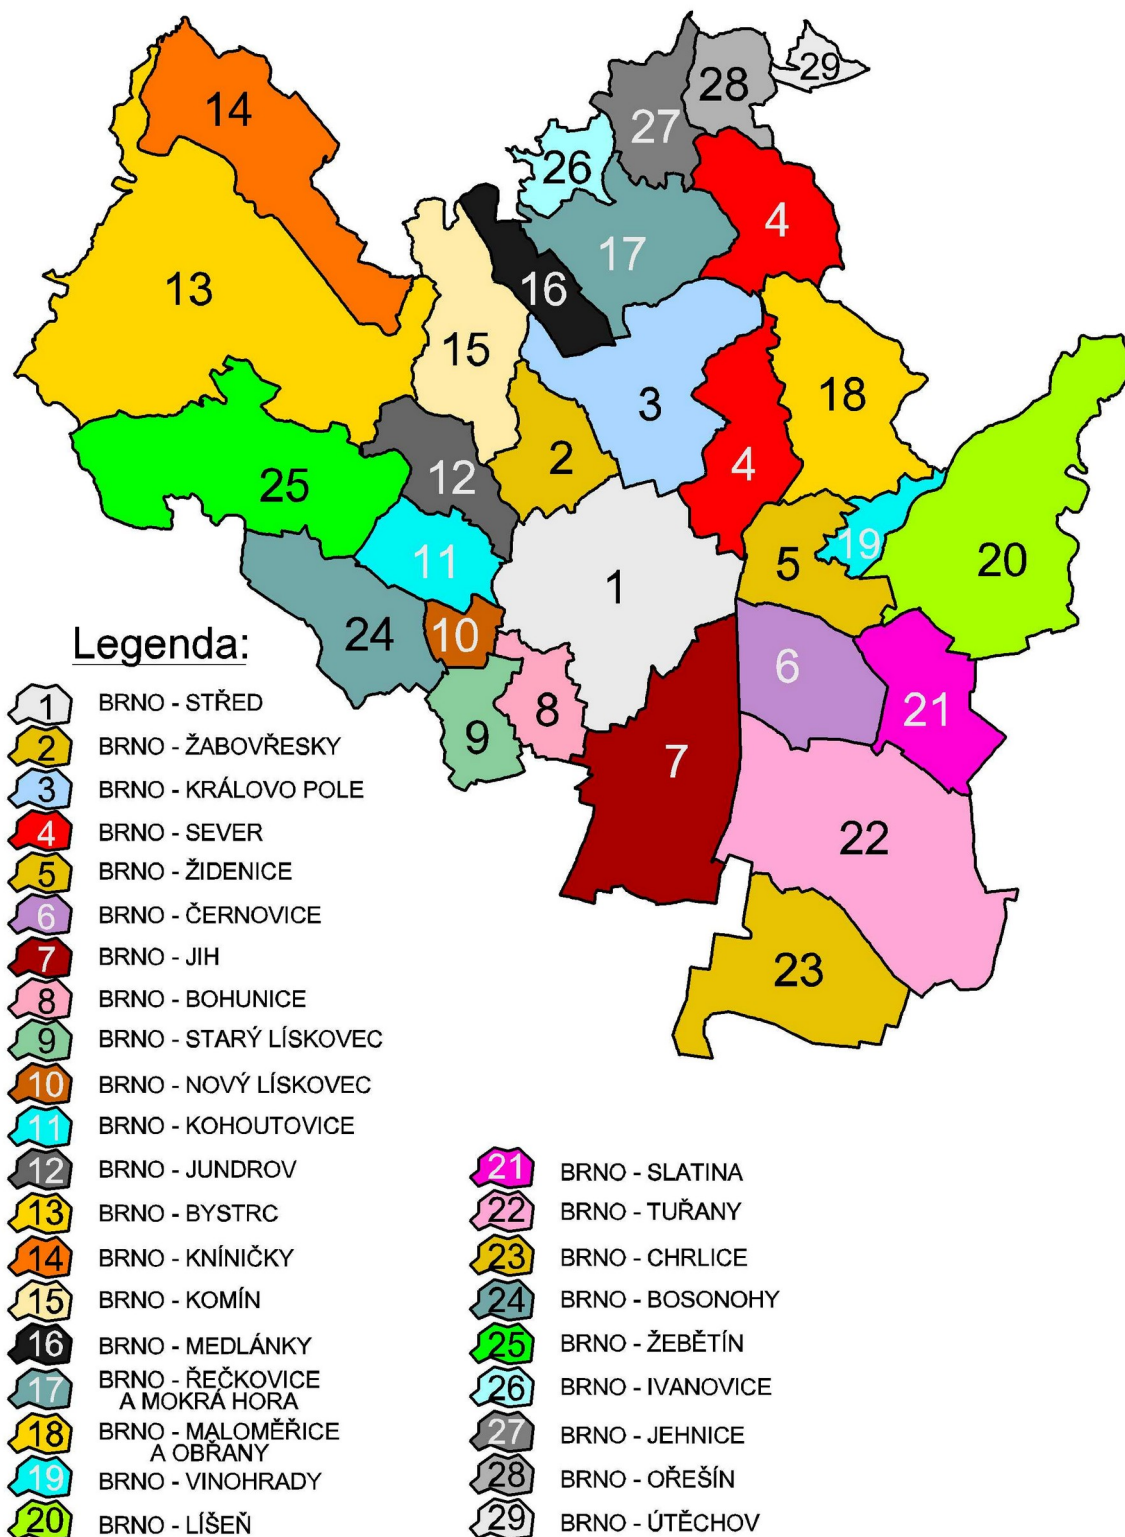 14
28
29
27
26
4
17
13
16
15
3
18
2
12
4
25
19
5
20
11
1
10
24
6
8
21
9
7
22
23
Legenda:
1 BRNO - STŘED
2 BRNO - ŽABOVŘESKY
3 BRNO - KRÁLOVO POLE
4 BRNO - SEVER
5 BRNO - ŽIDENICE
6 BRNO - ČERNOVICE
7 BRNO - JIH
8 BRNO - BOHUNICE
9 BRNO - STARÝ LÍSKOVEC
10 BRNO - NOVÝ LÍSKOVEC
11 BRNO - KOHOUTOVICE
12 BRNO - JUNDROV
13 BRNO - BYSTRC
14 BRNO - KNÍNIČKY
15 BRNO - KOMÍN
16 BRNO - MEDLÁNKY
17 BRNO - ŘEČKOVICE
A MOKRÁ HORA
18 BRNO - MALOMĚŘICE
A OBŘANY
19 BRNO - VINOHRADY
20 BRNO - LÍŠEŇ
21 BRNO - SLATINA
22 BRNO - TUŘANY
23 BRNO - CHRLICE
24 BRNO - BOSONOHY
25 BRNO - ŽEBĚTÍN
26 BRNO - IVANOVICE
27 BRNO - JEHNICE
28 BRNO - OŘEŠÍN
29 BRNO - ÚTĚCHOV